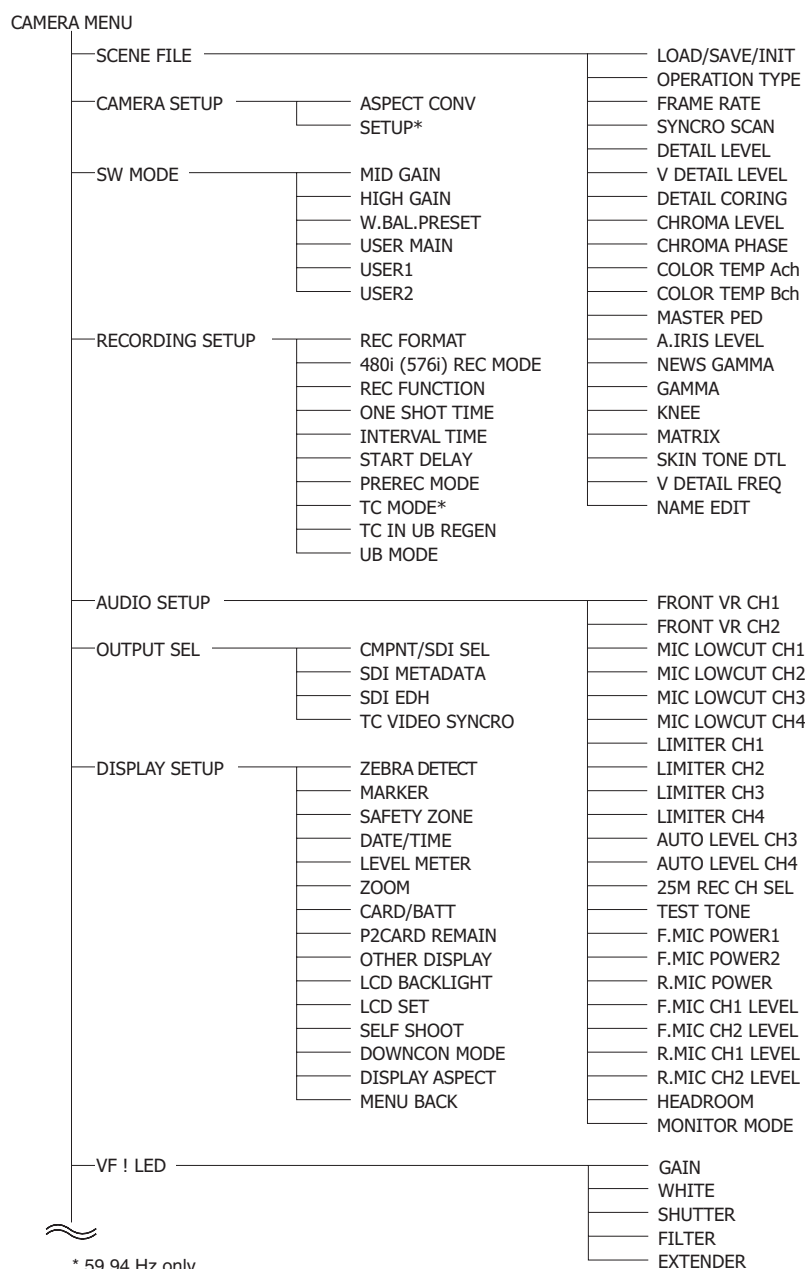 CAMERA MENU
SCENE FILE
LOAD/SAVE/INIT
OPERATION TYPE
FRAME RATE
SYNCRO SCAN
DETAIL LEVEL
V DETAIL LEVEL
DETAIL CORING
CHROMA LEVEL
CHROMA PHASE
COLOR TEMP Ach
COLOR TEMP Bch
MASTER PED
A.IRIS LEVEL
NEWS GAMMA
GAMMA
KNEE
MATRIX
SKIN TONE DTL
V DETAIL FREQ
NAME EDIT
CAMERA SETUP
ASPECT CONV
SETUP*
SW MODE
MID GAIN
HIGH GAIN
W.BAL.PRESET
USER MAIN
USER1
USER2
RECORDING SETUP
REC FORMAT
480i (576i) REC MODE
REC FUNCTION
ONE SHOT TIME
INTERVAL TIME
START DELAY
PREREC MODE
TC MODE*
TC IN UB REGEN
UB MODE
AUDIO SETUP
FRONT VR CH1
FRONT VR CH2
MIC LOWCUT CH1
MIC LOWCUT CH2
MIC LOWCUT CH3
MIC LOWCUT CH4
LIMITER CH1
LIMITER CH2
LIMITER CH3
LIMITER CH4
AUTO LEVEL CH3
AUTO LEVEL CH4
25M REC CH SEL
TEST TONE
F.MIC POWER1
F.MIC POWER2
R.MIC POWER
F.MIC CH1 LEVEL
F.MIC CH2 LEVEL
R.MIC CH1 LEVEL
R.MIC CH2 LEVEL
HEADROOM
MONITOR MODE
OUTPUT SEL
CMPNT/SDI SEL
SDI METADATA
SDI EDH
TC VIDEO SYNCRO
DISPLAY SETUP
ZEBRA DETECT
MARKER
SAFETY ZONE
DATE/TIME
LEVEL METER
ZOOM
CARD/BATT
P2CARD REMAIN
OTHER DISPLAY
LCD BACKLIGHT
LCD SET
SELF SHOOT
DOWNCON MODE
DISPLAY ASPECT
MENU BACK
VF ! LED
GAIN
WHITE
SHUTTER
FILTER
EXTENDER
* 59.94 Hz only